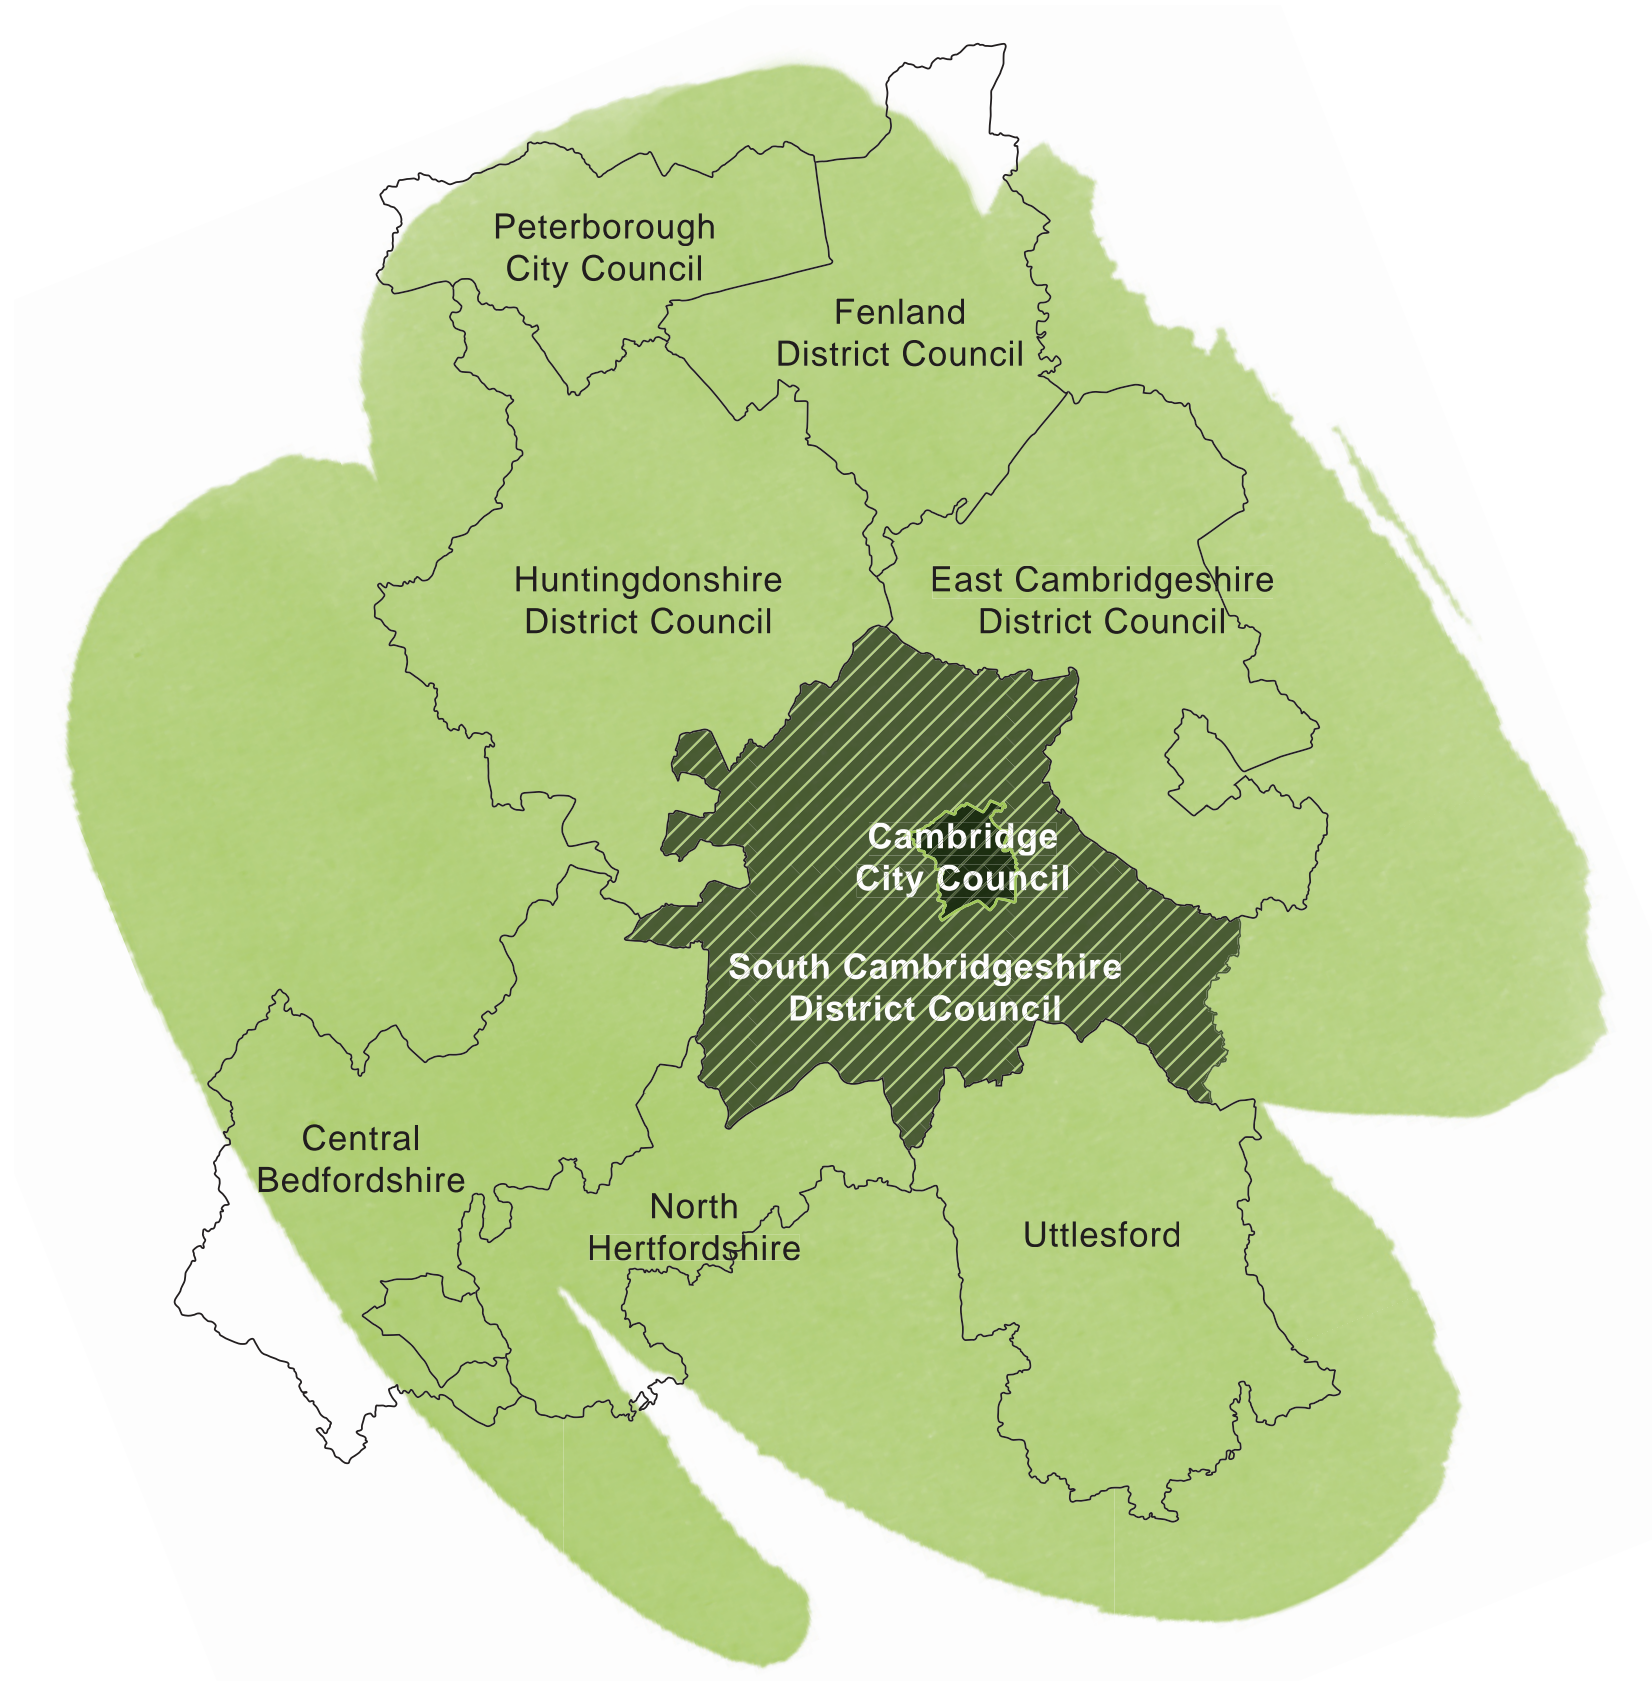 Peterborough
City Council
Fenland
District Council
Huntingdonshire
District Council
East Cambridgeshire
District Council
Cambridge
City Council
South Cambridgeshire
District Council
Central
Bedfordshire
North
Hertfordshire
Uttlesford